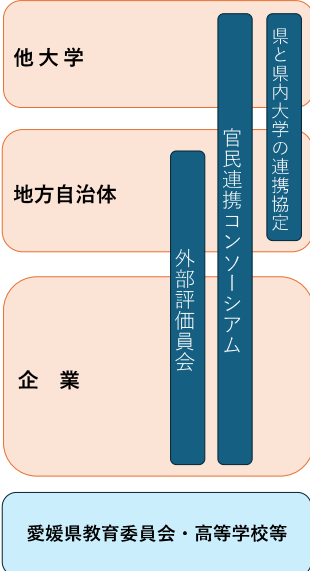 他大学
県と県内大学の連携協定
官民連携コンソーシアム
地方自治体
外部評価員会
企　業
愛媛県教育委員会・高等学校等